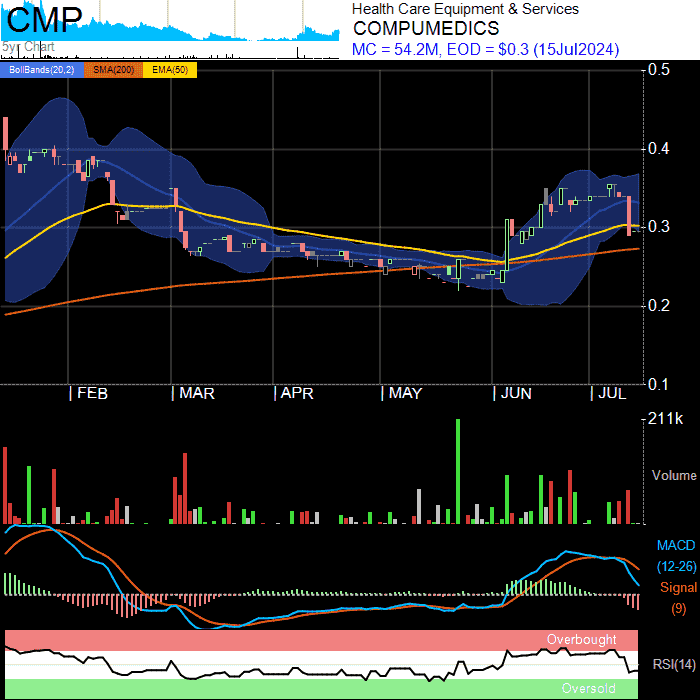 CMP
5yr Chart
Health Care Equipment & Services
COMPUMEDICS
MC = 54.2M, EOD = $0.3 (15Jul2024)
BollBands(20,2) SMA(200) EMA(50)
0.5
0.4
0.3
0.2
0.1
FEB MAR APR MAY JUN JUL
211k
Volume
MACD
(12-26)
Signal
(9)
Overbought
RSI(14)
Oversold